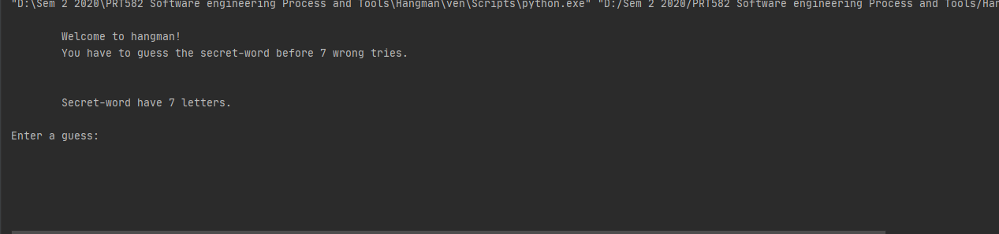 "D:\Sem 2 2020\PRT582 Software engineering Process and Tools\Hangman\ven\Scripts\python.exe" "D:/Sem 2 2020/PRT582 Software engineering Process and Tools/Han
Welcome to hangman!
You have to guess the secret-word before 7 wrong tries.
Secret-word have 7 letters.
Enter a guess: